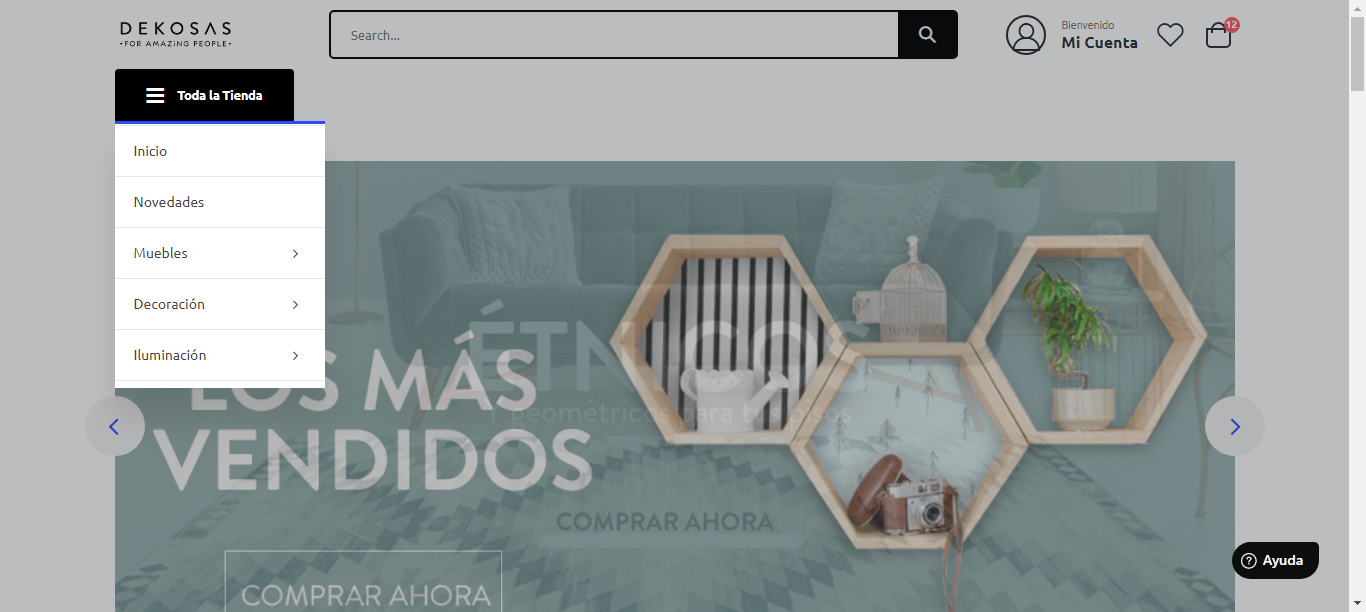 DEKOSAS
•FOR AMAZING PEOPLE•
Search...
Bienvenido
Mi Cuenta
12
Toda la Tienda
Inicio
Novedades
Muebles
Decoración
Iluminación
ÉTNICOS
Y geométricos para tus pisos
LOS MÁS
VENDIDOS
COMPRAR AHORA
COMPRAR AHORA
? Ayuda